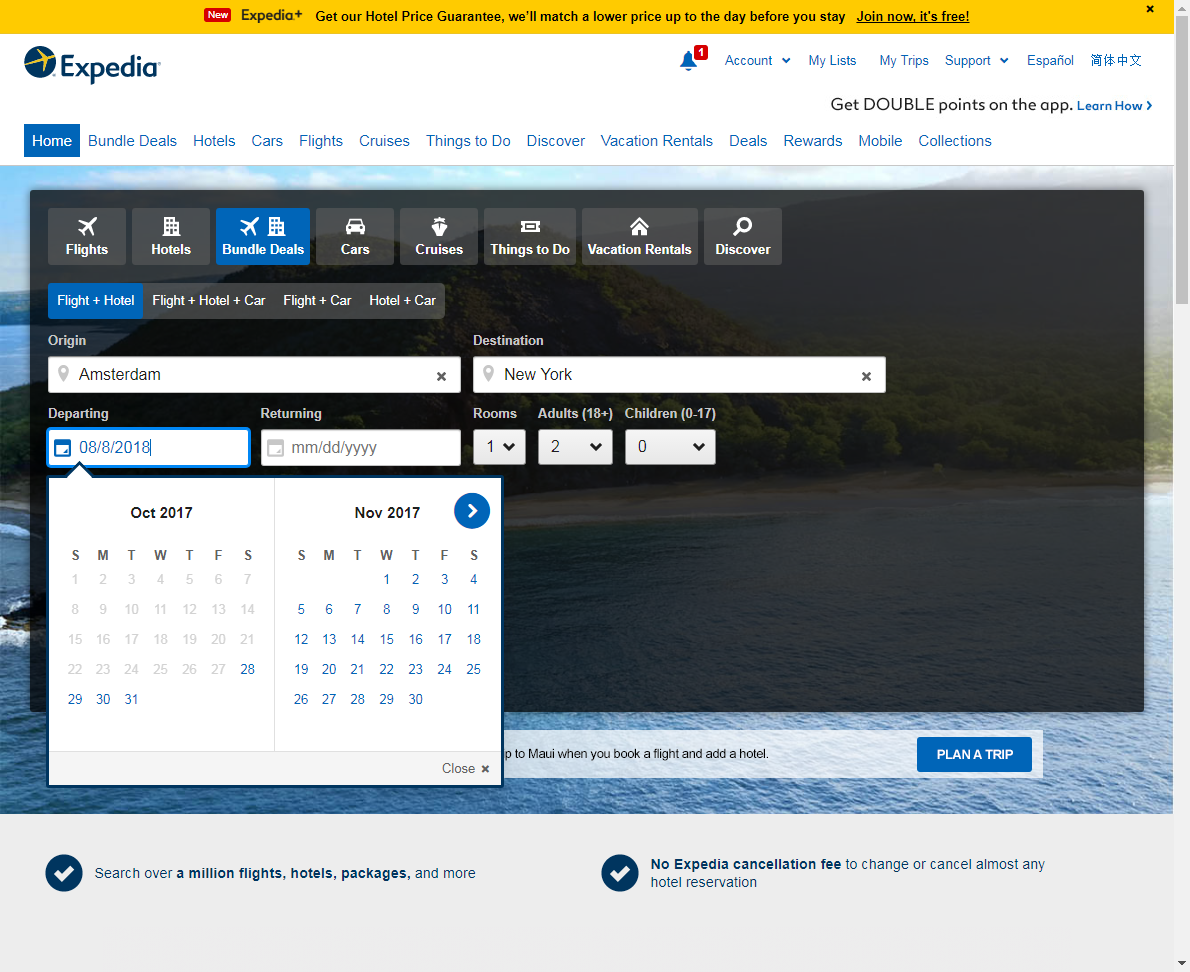 New Expedia+ Get our Hotel Price Guarantee, we'll match a lower price up to the day before you stay Join now, it's free!
Expedia
1 Account My Lists My Trips Support Español 简体中文
Get DOUBLE points on the app. Learn How
Home Bundle Deals Hotels Cars Flights Cruises Things to Do Discover Vacation Rentals Deals Rewards Mobile Collections
Flights Hotels Bundle Deals Cars Cruises Things to Do Vacation Rentals Discover
Flight + Hotel Flight + Hotel + Car Flight + Car Hotel + Car
Origin Destination
Amsterdam New York
Departing Returning Rooms Adults (18+) Children (0-17)
08/8/2018 mm/dd/yyyy 1 2 0
Oct 2017 Nov 2017
S M T W T F S S M T W T F S
1 2 3 4 5 6 7 1 2 3 4
8 9 10 11 12 13 14 5 6 7 8 9 10 11
15 16 17 18 19 20 21 12 13 14 15 16 17 18
22 23 24 25 26 27 28 19 20 21 22 23 24 25
29 30 31 26 27 28 29 30
p to Maui when you book a flight and add a hotel. PLAN A TRIP
Close
Search over a million flights, hotels, packages, and more
No Expedia cancellation fee to change or cancel almost any
hotel reservation